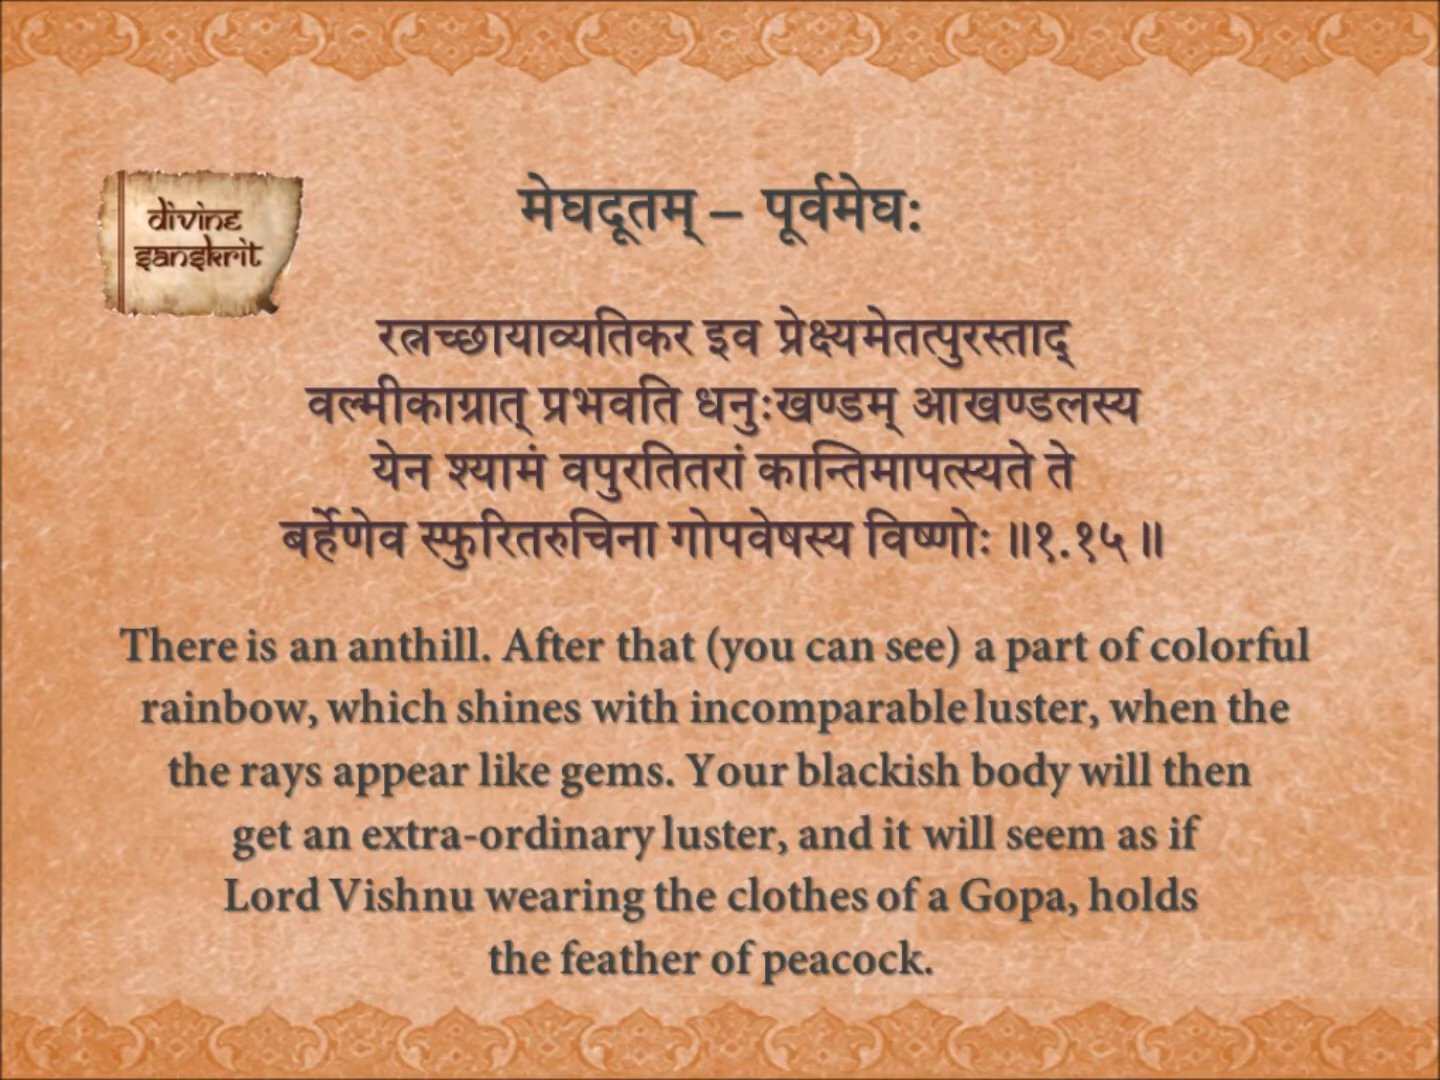 divine
sanskrit
मेघदूतम् – पूर्वमेघः
रत्नच्छायाव्यतिकर इव प्रेक्ष्यमेतत्पुरस्ताद्
वल्मीकाग्रात् प्रभवति धनुःखण्डम् आखण्डलस्य
येन श्यामं वपुरतितरां कान्तिमापत्स्यते ते
बर्हेणेव स्फुरितरुचिना गोपवेषस्य विष्णोः ॥१.१५॥
There is an anthill. After that (you can see) a part of colorful
rainbow, which shines with incomparable luster, when the
the rays appear like gems. Your blackish body will then
get an extra-ordinary luster, and it will seem as if
Lord Vishnu wearing the clothes of a Gopa, holds
the feather of peacock.